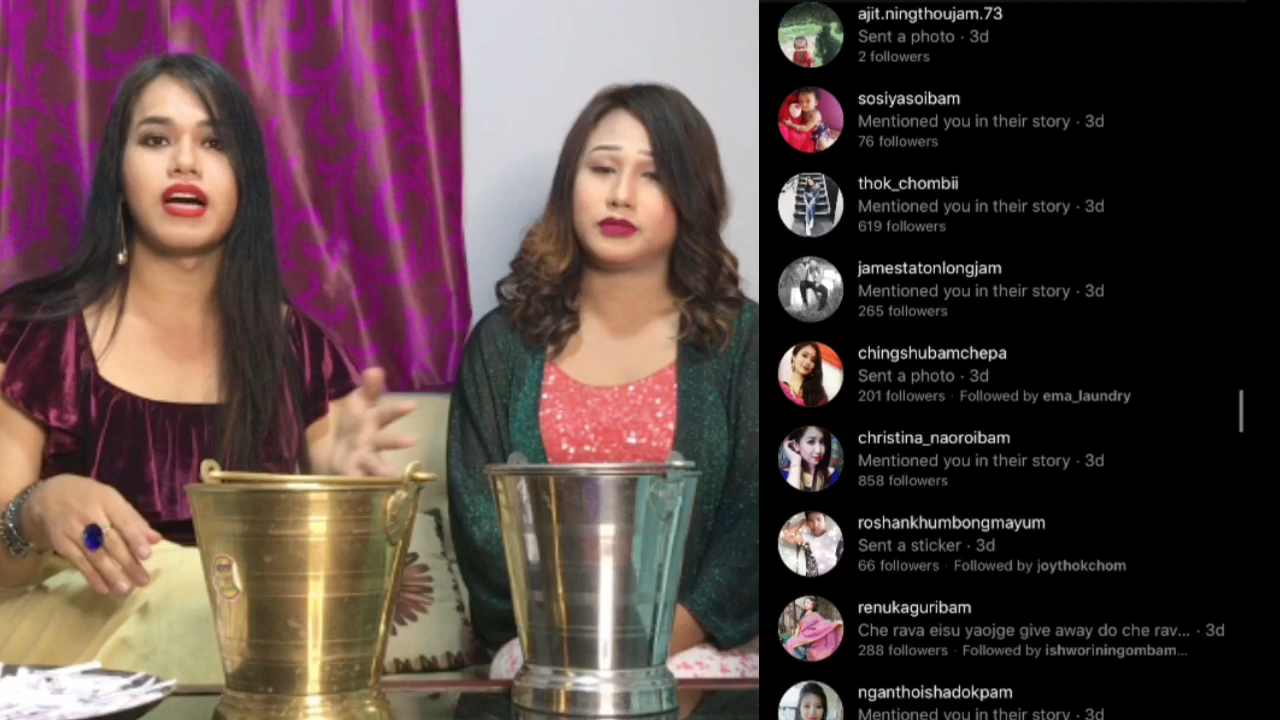 ajit.ningthoujam.73
Sent a photo · 3d
2 followers
sosiyasoibam
Mentioned you in their story · 3d
76 followers
thok_chombii
Mentioned you in their story · 3d
619 followers
jamestatonlongjam
Mentioned you in their story · 3d
265 followers
chingshubamchepa
Sent a photo · 3d
201 followers · Followed by ema_laundry
christina_naoroibam
Mentioned you in their story · 3d
858 followers
roshankhumbongmayum
Sent a sticker · 3d
66 followers · Followed by joythokchom
renukaguribam
Che rava eisu yaojge give away do che rav... · 3d
288 followers · Followed by ishworiningombam...
nganthoishadokpam
Mentioned you in their story · 3d